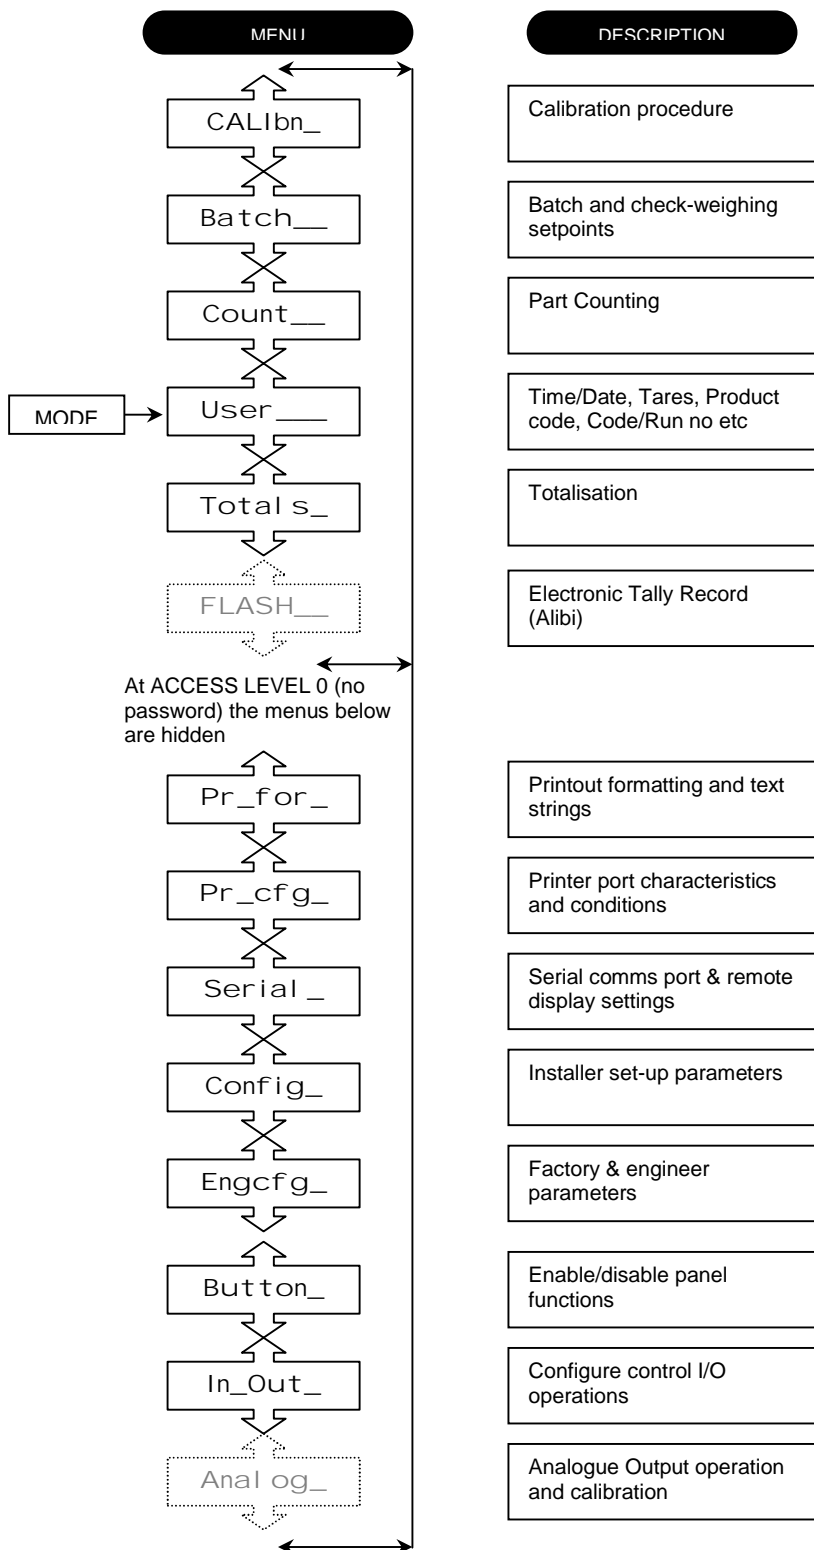 MENU
DESCRIPTION
CALIbn_
Calibration procedure
Batch__
Batch and check-weighing
setpoints
Count__
Part Counting
MODE
User___
Time/Date, Tares, Product
code, Code/Run no etc
Totals_
Totalisation
FLASH__
Electronic Tally Record
(Alibi)
At ACCESS LEVEL 0 (no
password) the menus below
are hidden
Pr_for_
Printout formatting and text
strings
Pr_cfg_
Printer port characteristics
and conditions
Serial_
Serial comms port & remote
display settings
Config_
Installer set-up parameters
Engcfg_
Factory & engineer
parameters
Button_
Enable/disable panel
functions
In_Out_
Configure control I/O
operations
Analog_
Analogue Output operation
and calibration